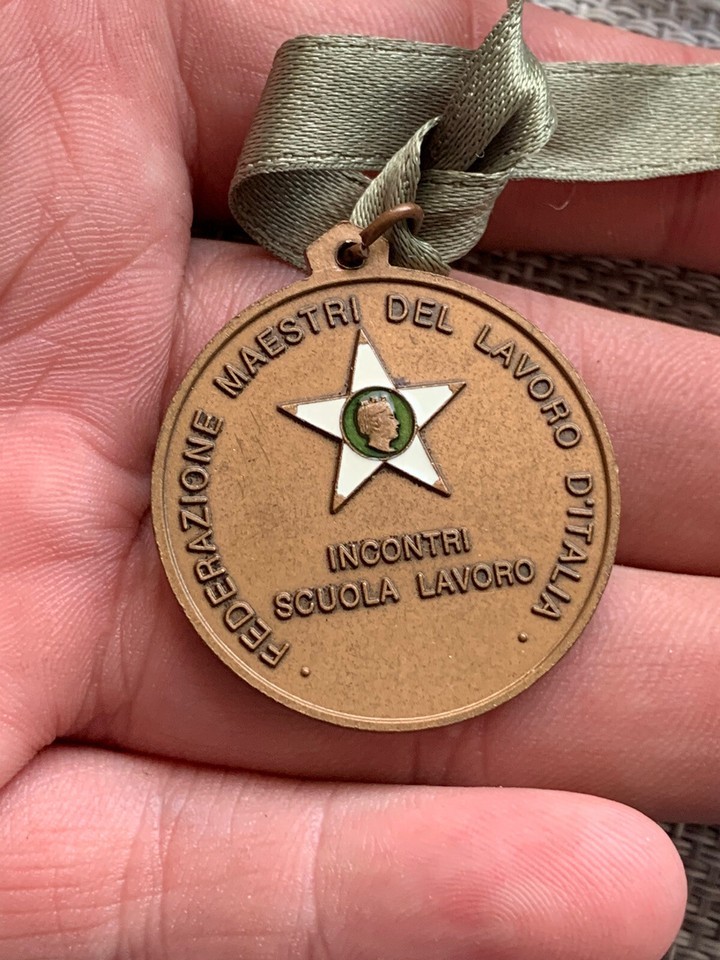 FEDERAZIONE MAESTRI DEL LAVORO D'ITALIA
INCONTRI
SCUOLA LAVORO